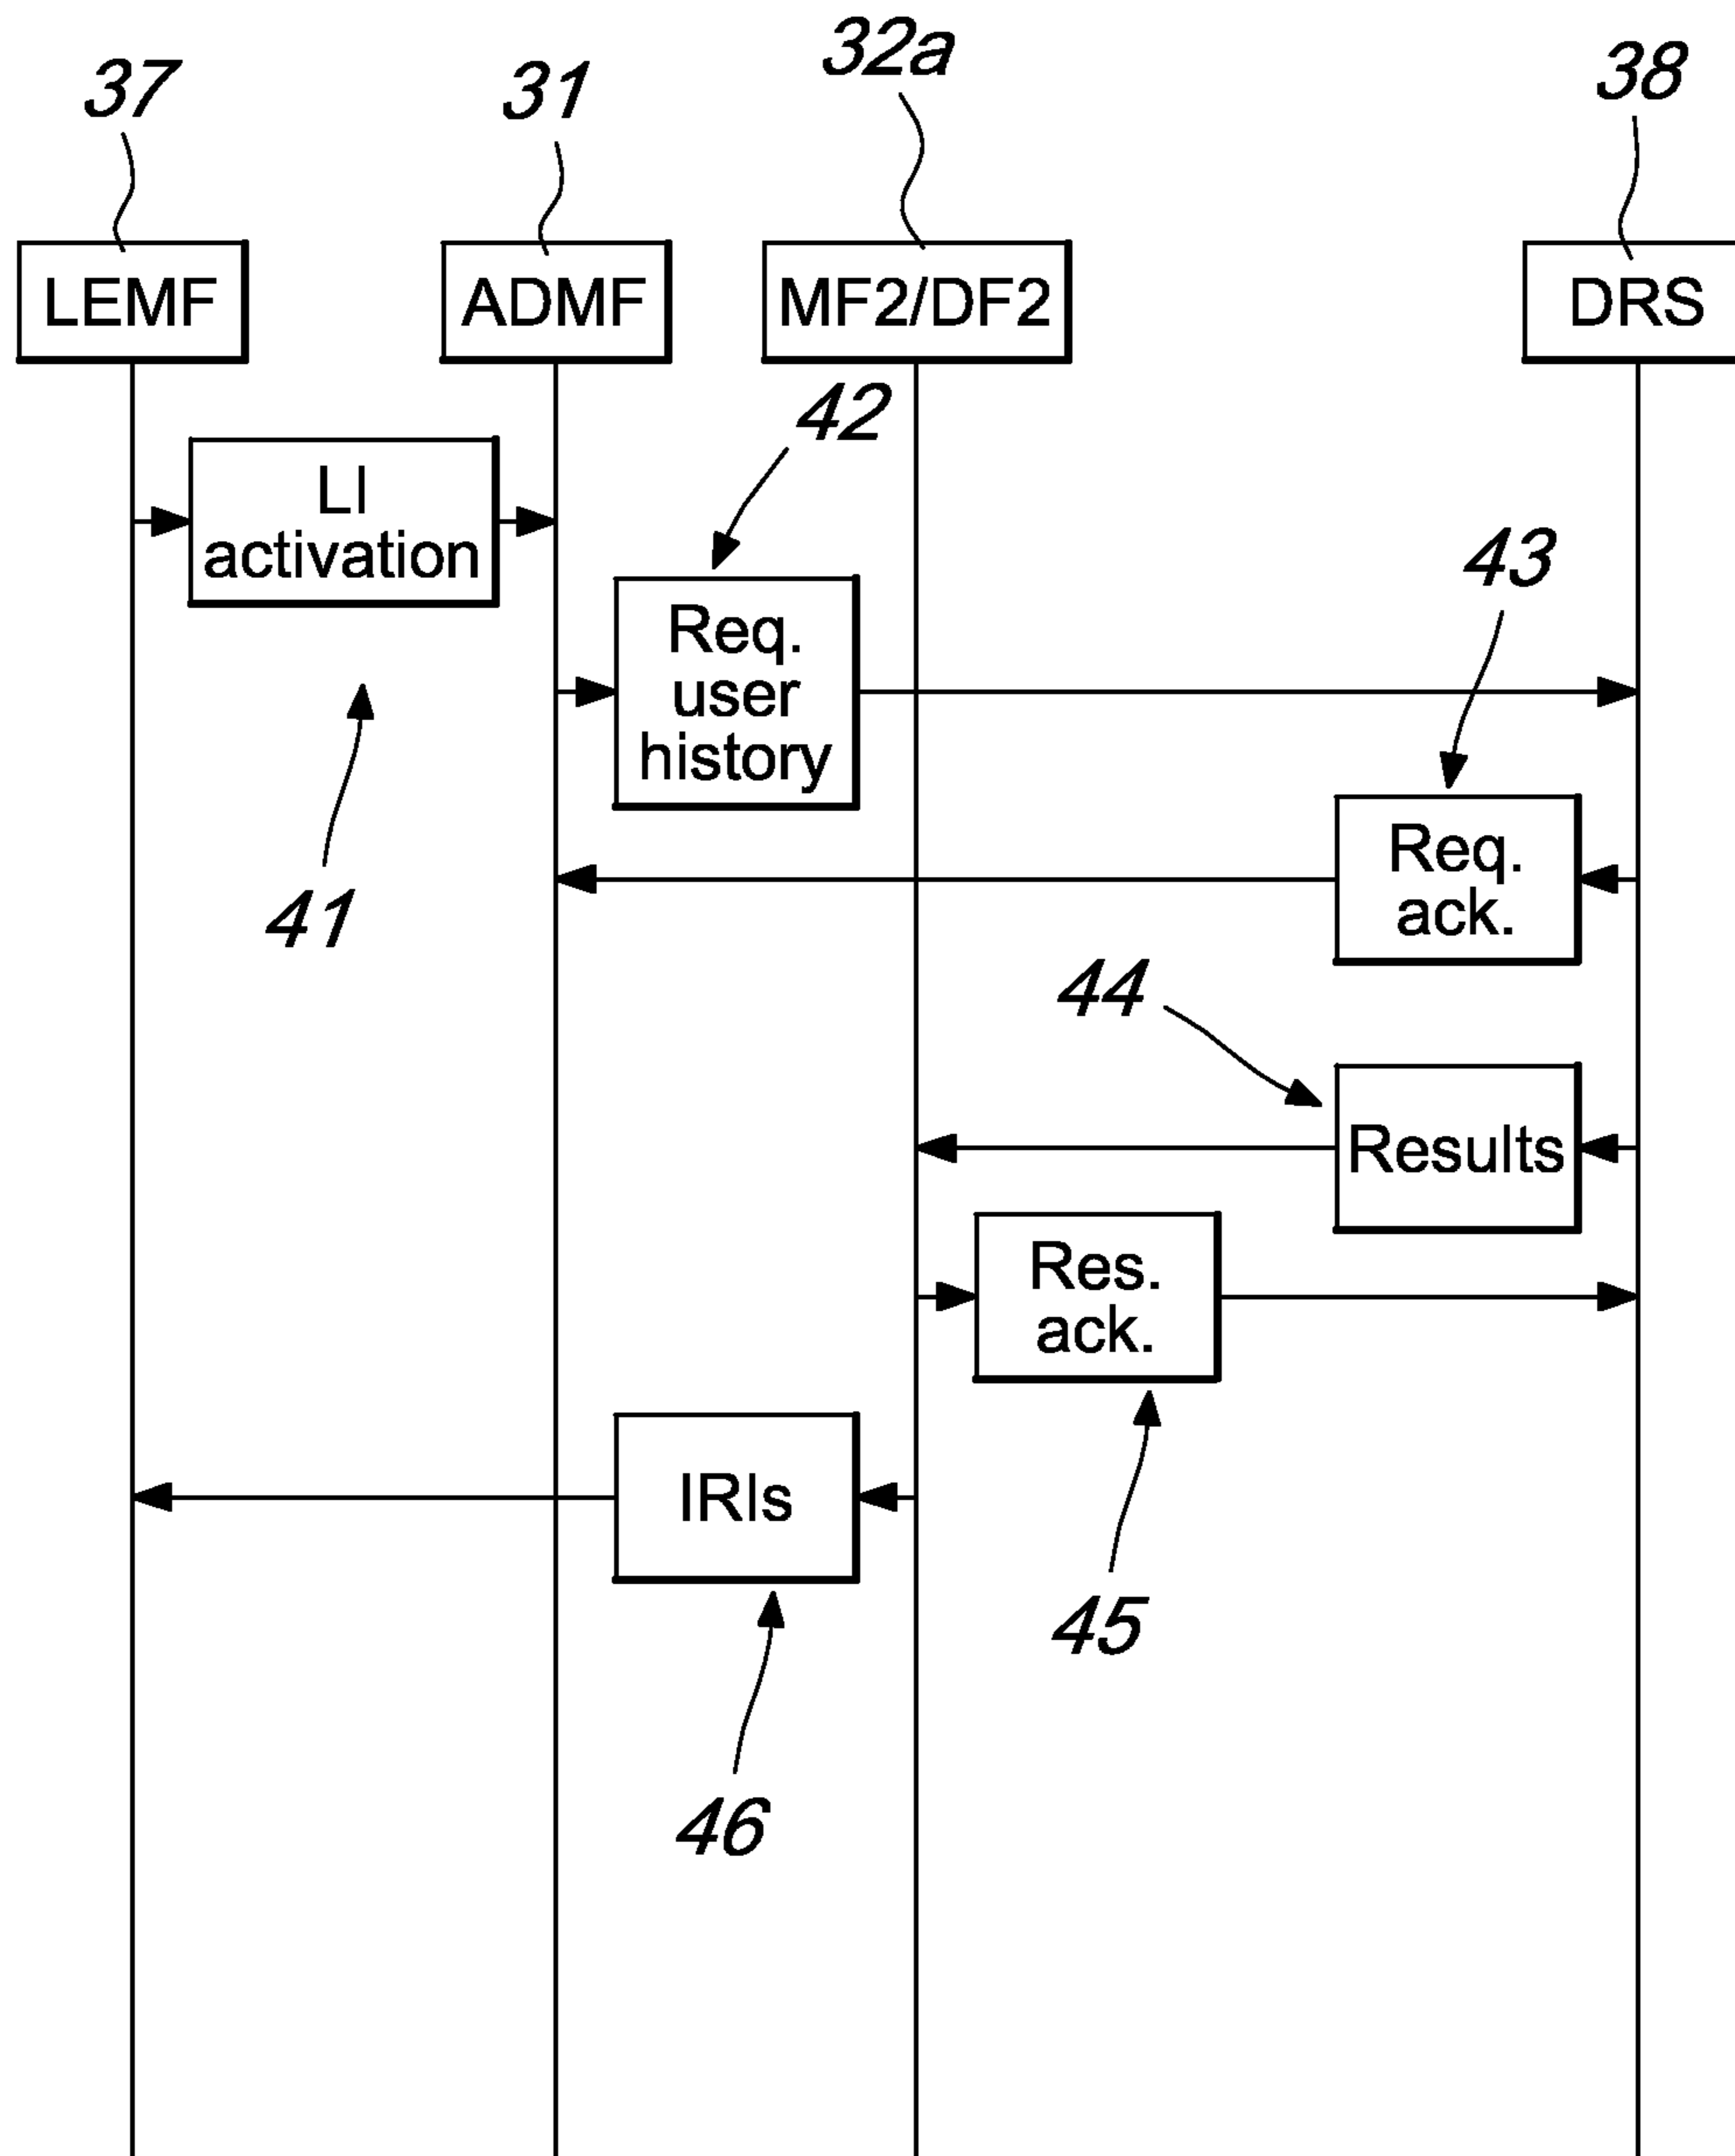 37
31
32a
38
LEMF
ADMF
MF2/DF2
DRS
42
LI
activation
43
Req.
user
history
41
Req.
ack.
44
Results
Res.
ack.
IRIs
45
46